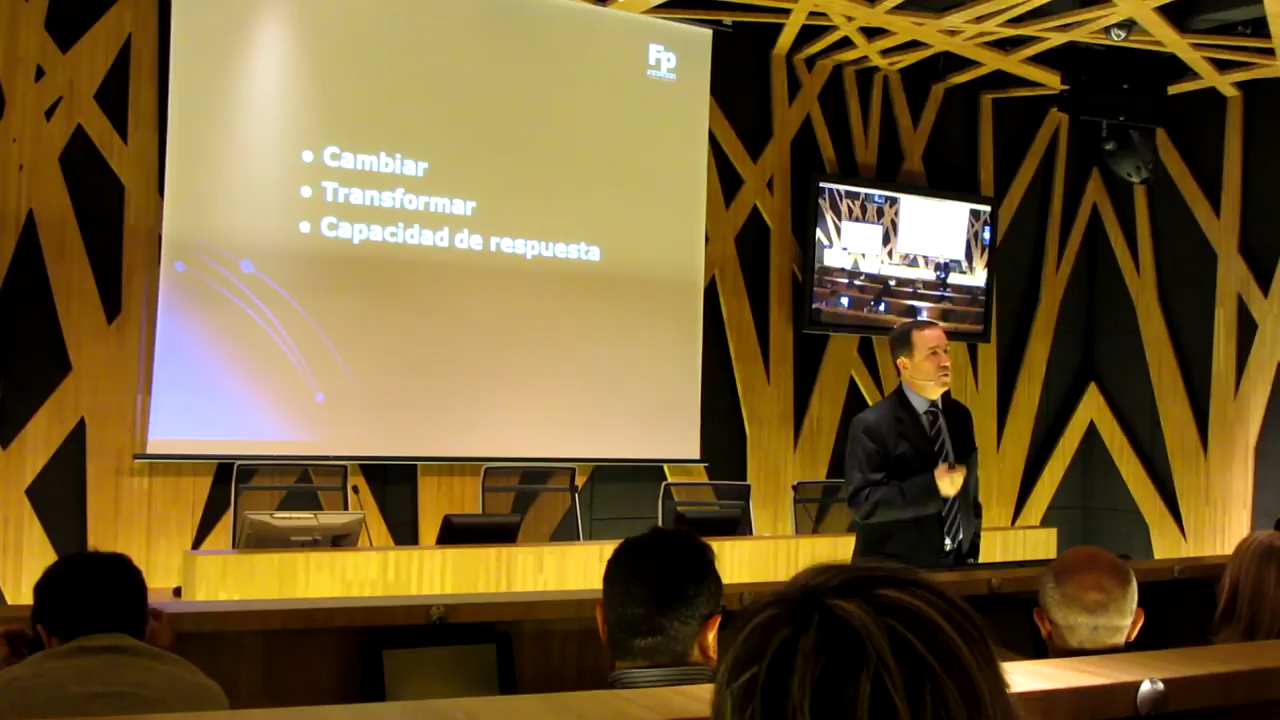 Fp
• Cambiar
• Transformar
• Capacidad de respuesta